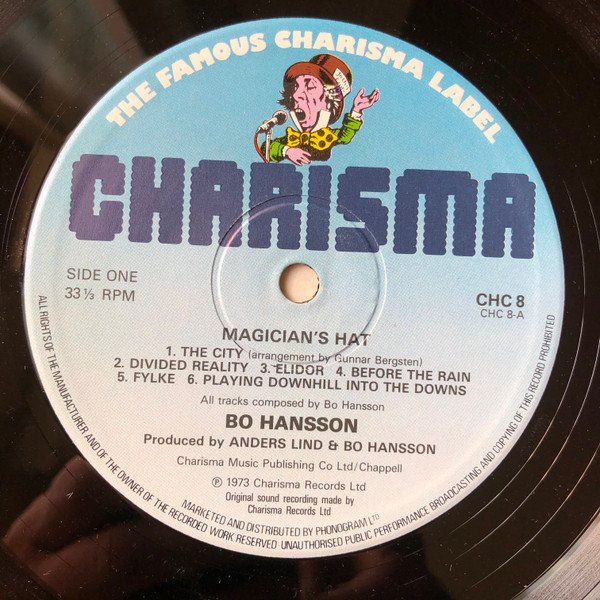 THE FAMOUS CHARISMA LABEL
CHARISMA
SIDE ONE
33⅓ RPM
CHC 8
CHC 8-A
MAGICIAN'S HAT
1. THE CITY (arrangement by Gunnar Bergsten)
2. DIVIDED REALITY 3. ELIDOR 4. BEFORE THE RAIN
5. FYLKE 6. PLAYING DOWNHILL INTO THE DOWNS
All tracks composed by Bo Hansson
BO HANSSON
Produced by ANDERS LIND & BO HANSSON
Charisma Music Publishing Co Ltd/Chappell
℗ 1973 Charisma Records Ltd
Original sound recording made by
Charisma Records Ltd
MARKETED AND DISTRIBUTED BY PHONOGRAM LTD
ALL RIGHTS OF THE MANUFACTURER AND OF THE OWNER OF THE RECORDED WORK RESERVED UNAUTHORISED PUBLIC PERFORMANCE BROADCASTING AND COPYING OF THIS RECORD PROHIBITED